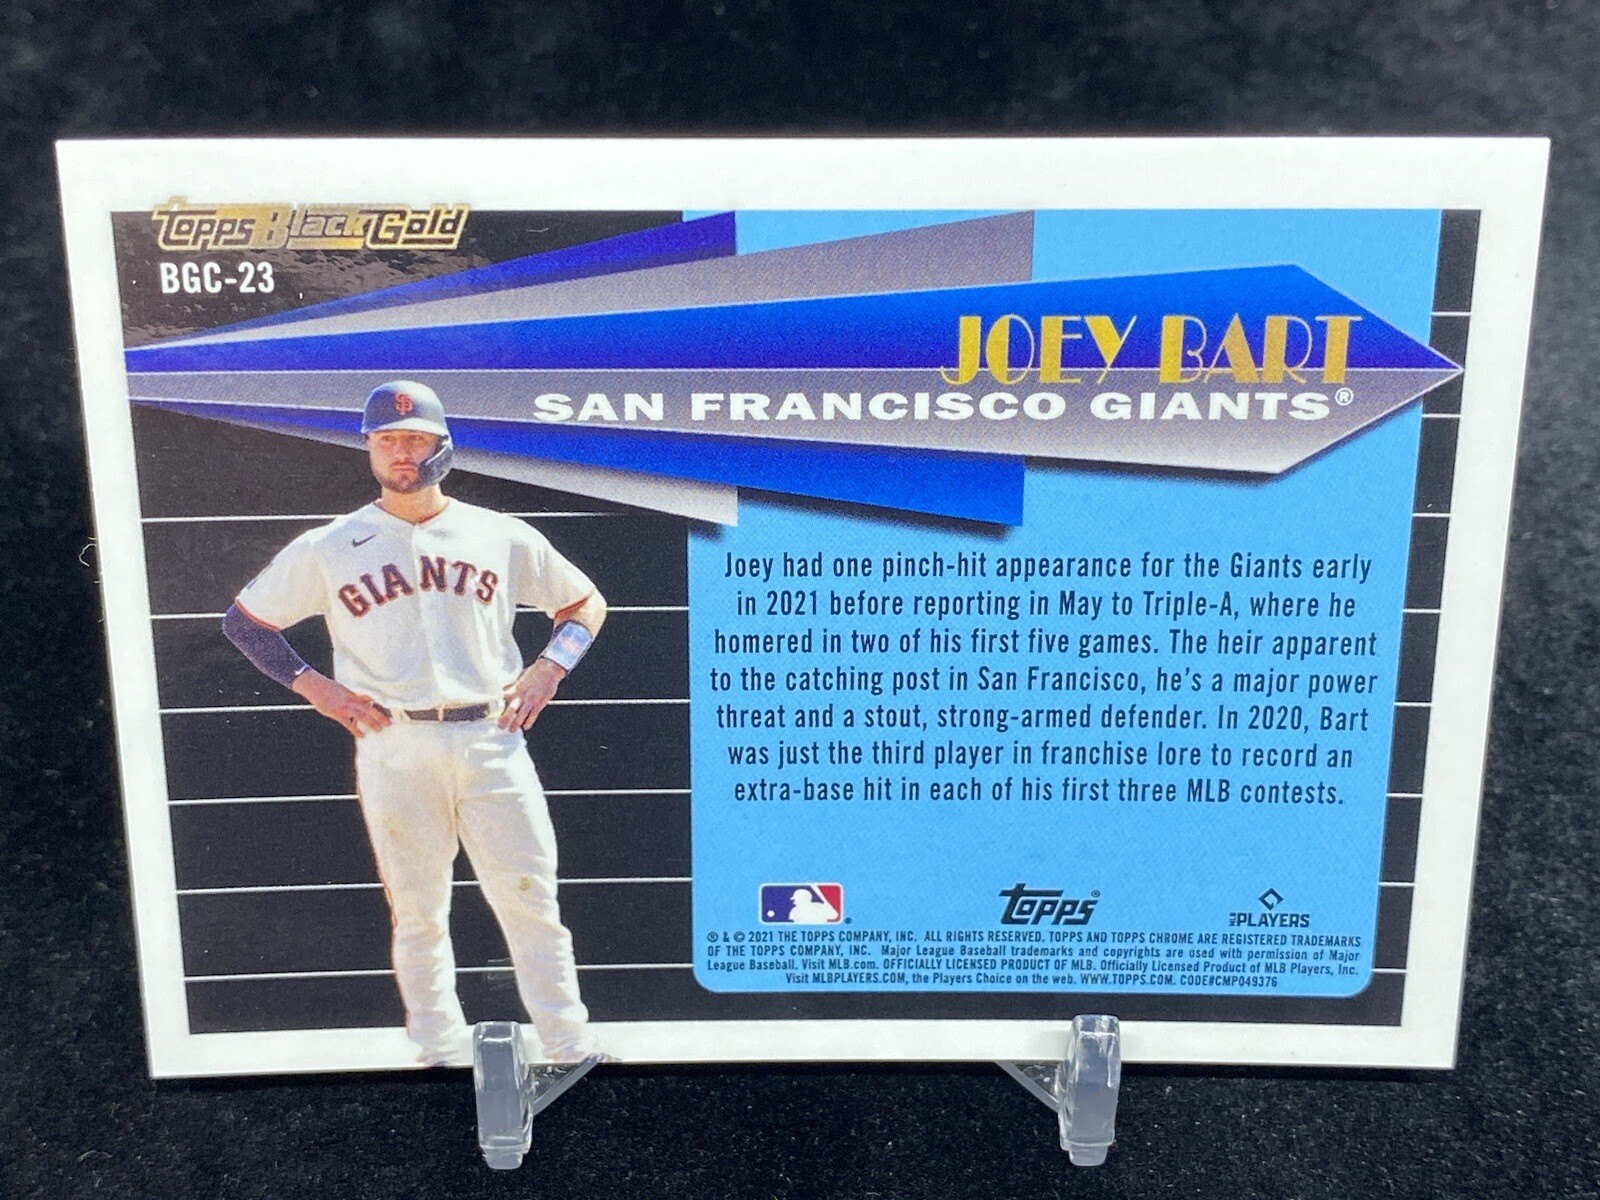 Topps Black Gold
BGC-23
JOEY BART
SAN FRANCISCO GIANTS®
SF
GIANTS
Joey had one pinch-hit appearance for the Giants early
in 2021 before reporting in May to Triple-A, where he
homered in two of his first five games. The heir apparent
to the catching post in San Francisco, he's a major power
threat and a stout, strong-armed defender. In 2020, Bart
was just the third player in franchise lore to record an
extra-base hit in each of his first three MLB contests.
Topps®
MLB PLAYERS
® & © 2021 THE TOPPS COMPANY, INC. ALL RIGHTS RESERVED. TOPPS AND TOPPS CHROME ARE REGISTERED TRADEMARKS
OF THE TOPPS COMPANY, INC. Major League Baseball trademarks and copyrights are used with permission of Major
League Baseball. Visit MLB.com. OFFICIALLY LICENSED PRODUCT OF MLB. Officially Licensed Product of MLB Players, Inc.
Visit MLBPLAYERS.COM, the Players Choice on the web. WWW.TOPPS.COM. CODE#CMP049376